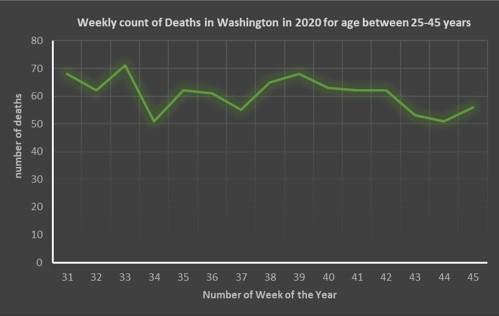 Weekly count of Deaths in Washington in 2020 for age between 25-45 years
80
70
60
50
40
30
20
10
0
number of deaths
31 32 33 34 35 36 37 38 39 40 41 42 43 44 45
Number of Week of the Year